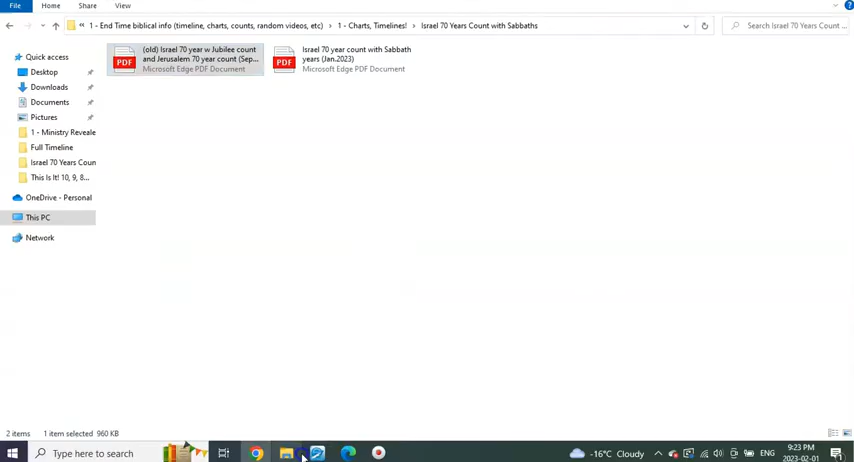 File Home Share View
« 1 - End Time biblical info (timeline, charts, counts, random videos, etc) › 1 - Charts, Timelines! › Israel 70 Years Count with Sabbaths
Search Israel 70 Years Count ...
Quick access
Desktop
Downloads
Documents
Pictures
1 - Ministry Reveale
Full Timeline
Israel 70 Years Coun
This Is It! 10, 9, 8...
OneDrive - Personal
This PC
Network
PDF
(old) Israel 70 year w Jubilee count
and Jerusalem 70 year count (Sep...
Microsoft Edge PDF Document
PDF
Israel 70 year count with Sabbath
years (Jan.2023)
Microsoft Edge PDF Document
2 items 1 item selected 960 KB
Type here to search
-16°C Cloudy
ENG
9:23 PM
2023-02-01